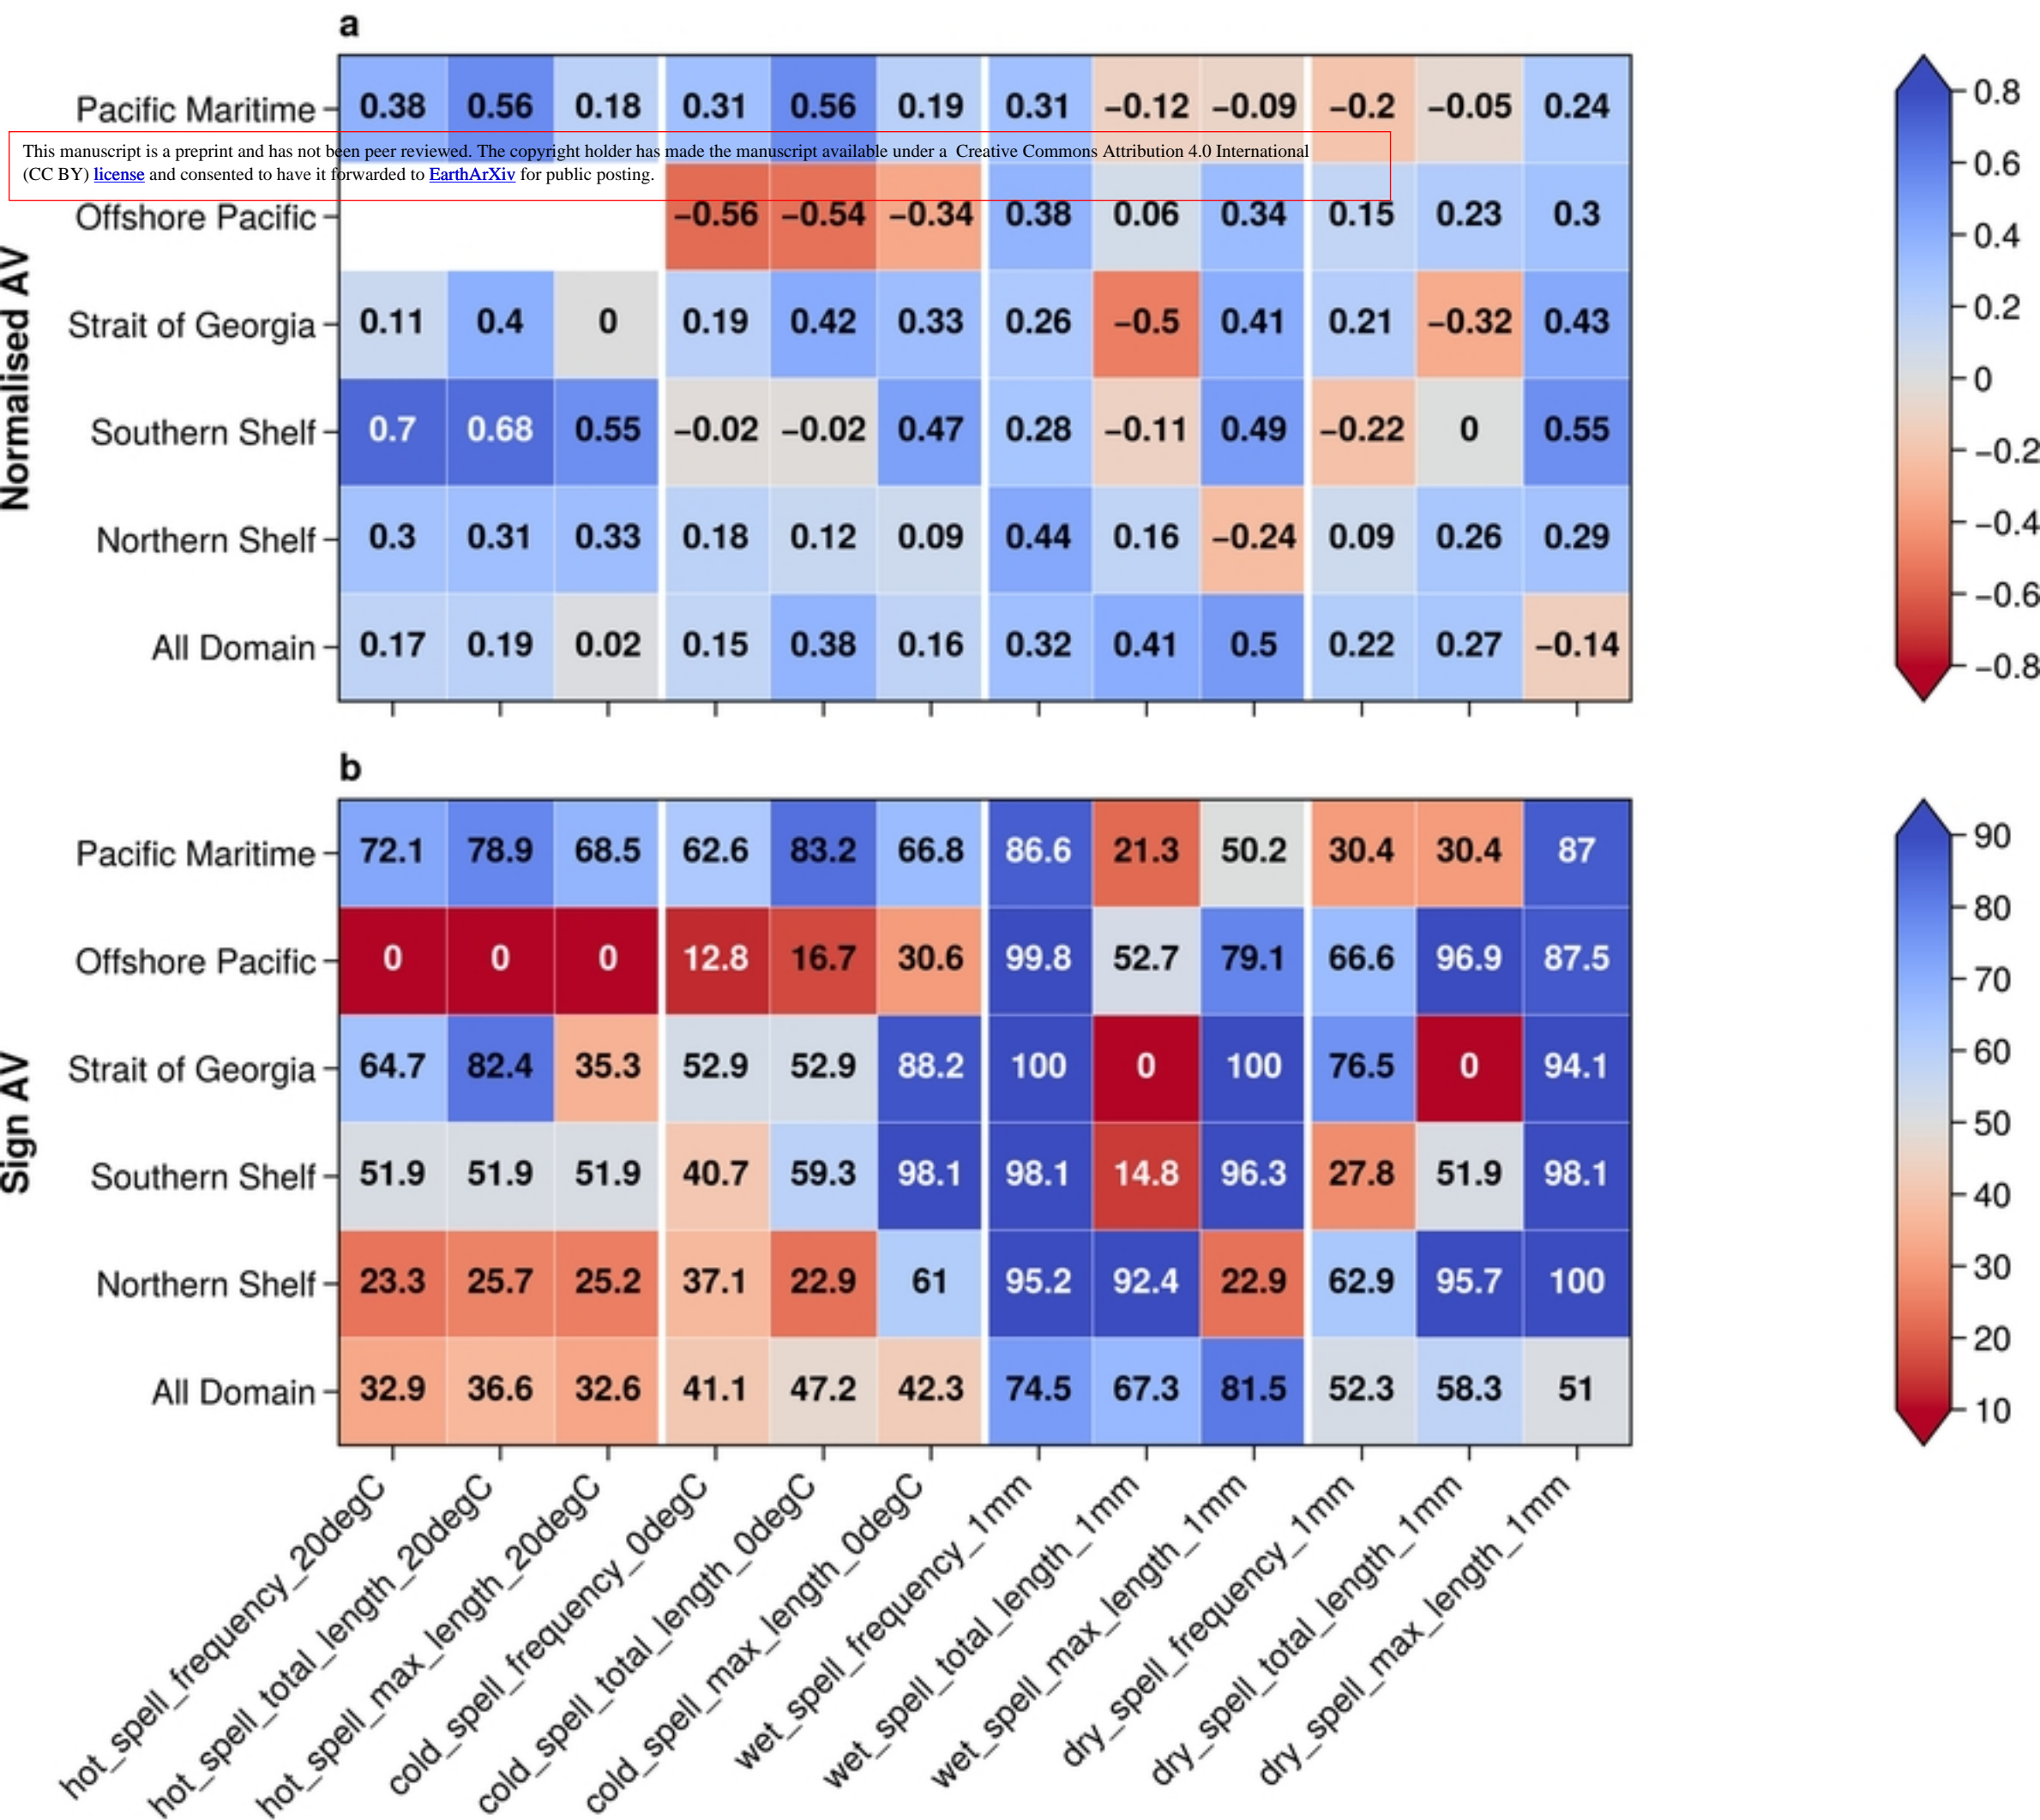 a
Normalised AV
Pacific Maritime 0.38 0.56 0.18 0.31 0.56 0.19 0.31 −0.12 −0.09 −0.2 −0.05 0.24
This manuscript is a preprint and has not been peer reviewed. The copyright holder has made the manuscript available under a Creative Commons Attribution 4.0 International
(CC BY) license and consented to have it forwarded to EarthArXiv for public posting.
Offshore Pacific −0.56 −0.54 −0.34 0.38 0.06 0.34 0.15 0.23 0.3
Strait of Georgia 0.11 0.4 0 0.19 0.42 0.33 0.26 −0.5 0.41 0.21 −0.32 0.43
Southern Shelf 0.7 0.68 0.55 −0.02 −0.02 0.47 0.28 −0.11 0.49 −0.22 0 0.55
Northern Shelf 0.3 0.31 0.33 0.18 0.12 0.09 0.44 0.16 −0.24 0.09 0.26 0.29
All Domain 0.17 0.19 0.02 0.15 0.38 0.16 0.32 0.41 0.5 0.22 0.27 −0.14
0.8
0.6
0.4
0.2
0
−0.2
−0.4
−0.6
−0.8
b
Sign AV
Pacific Maritime 72.1 78.9 68.5 62.6 83.2 66.8 86.6 21.3 50.2 30.4 30.4 87
Offshore Pacific 0 0 0 12.8 16.7 30.6 99.8 52.7 79.1 66.6 96.9 87.5
Strait of Georgia 64.7 82.4 35.3 52.9 52.9 88.2 100 0 100 76.5 0 94.1
Southern Shelf 51.9 51.9 51.9 40.7 59.3 98.1 98.1 14.8 96.3 27.8 51.9 98.1
Northern Shelf 23.3 25.7 25.2 37.1 22.9 61 95.2 92.4 22.9 62.9 95.7 100
All Domain 32.9 36.6 32.6 41.1 47.2 42.3 74.5 67.3 81.5 52.3 58.3 51
90
80
70
60
50
40
30
20
10
hot_spell_frequency_20degC
hot_spell_total_length_20degC
hot_spell_max_length_20degC
cold_spell_frequency_0degC
cold_spell_total_length_0degC
cold_spell_max_length_0degC
wet_spell_frequency_1mm
wet_spell_total_length_1mm
wet_spell_max_length_1mm
dry_spell_frequency_1mm
dry_spell_total_length_1mm
dry_spell_max_length_1mm